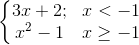 3x + 2;   x < −1
x² − 1   x ≥ −1